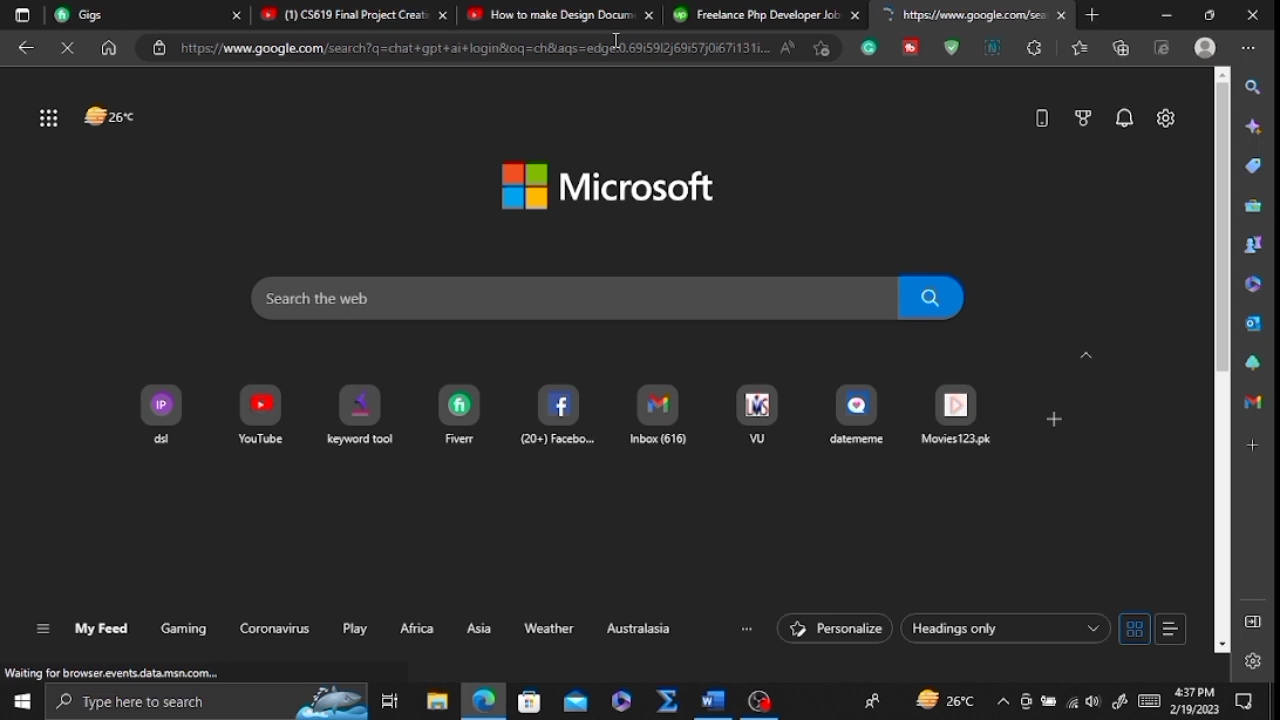 Gigs
(1) CS619 Final Project Creati
How to make Design Docum
Freelance Php Developer Job
https://www.google.com/sea
https://www.google.com/search?q=chat+gpt+ai+login&oq=ch&aqs=edge.0.69i59l2j69i57j0i67i131i...
26°C
Microsoft
Search the web
IP
dsl
YouTube
keyword tool
Fiverr
(20+) Facebo...
Inbox (616)
VU
datememe
Movies123.pk
My Feed
Gaming
Coronavirus
Play
Africa
Asia
Weather
Australasia
...
Personalize
Headings only
Waiting for browser.events.data.msn.com...
Type here to search
26°C
4:37 PM
2/19/2023